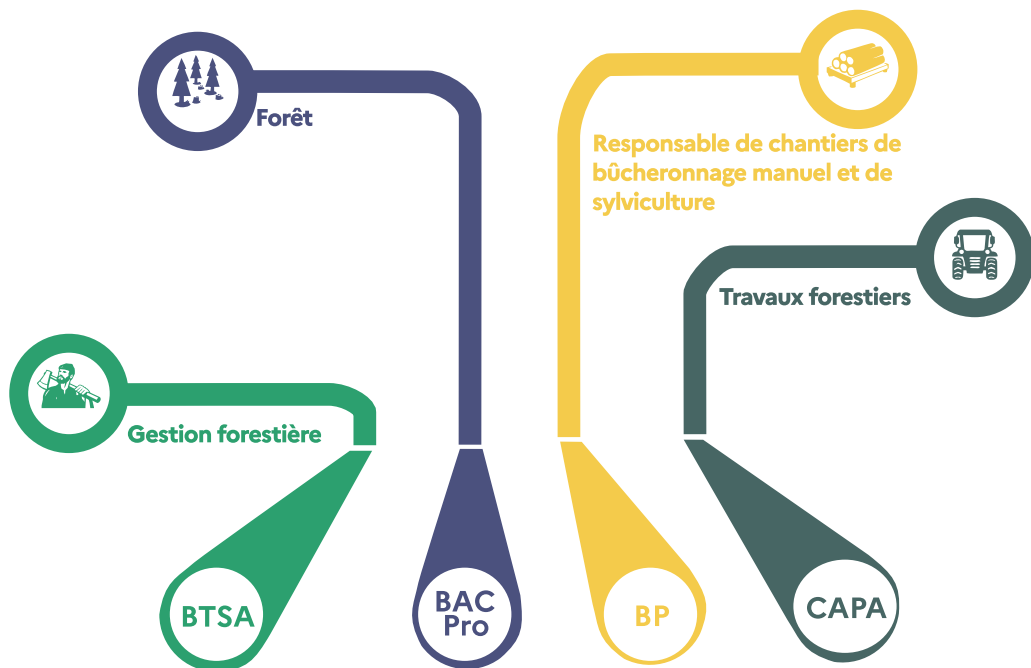 Forêt
Responsable de chantiers de
bûcheronnage manuel et de
sylviculture
Travaux forestiers
Gestion forestière
BTSA
BAC
Pro
BP
CAPA